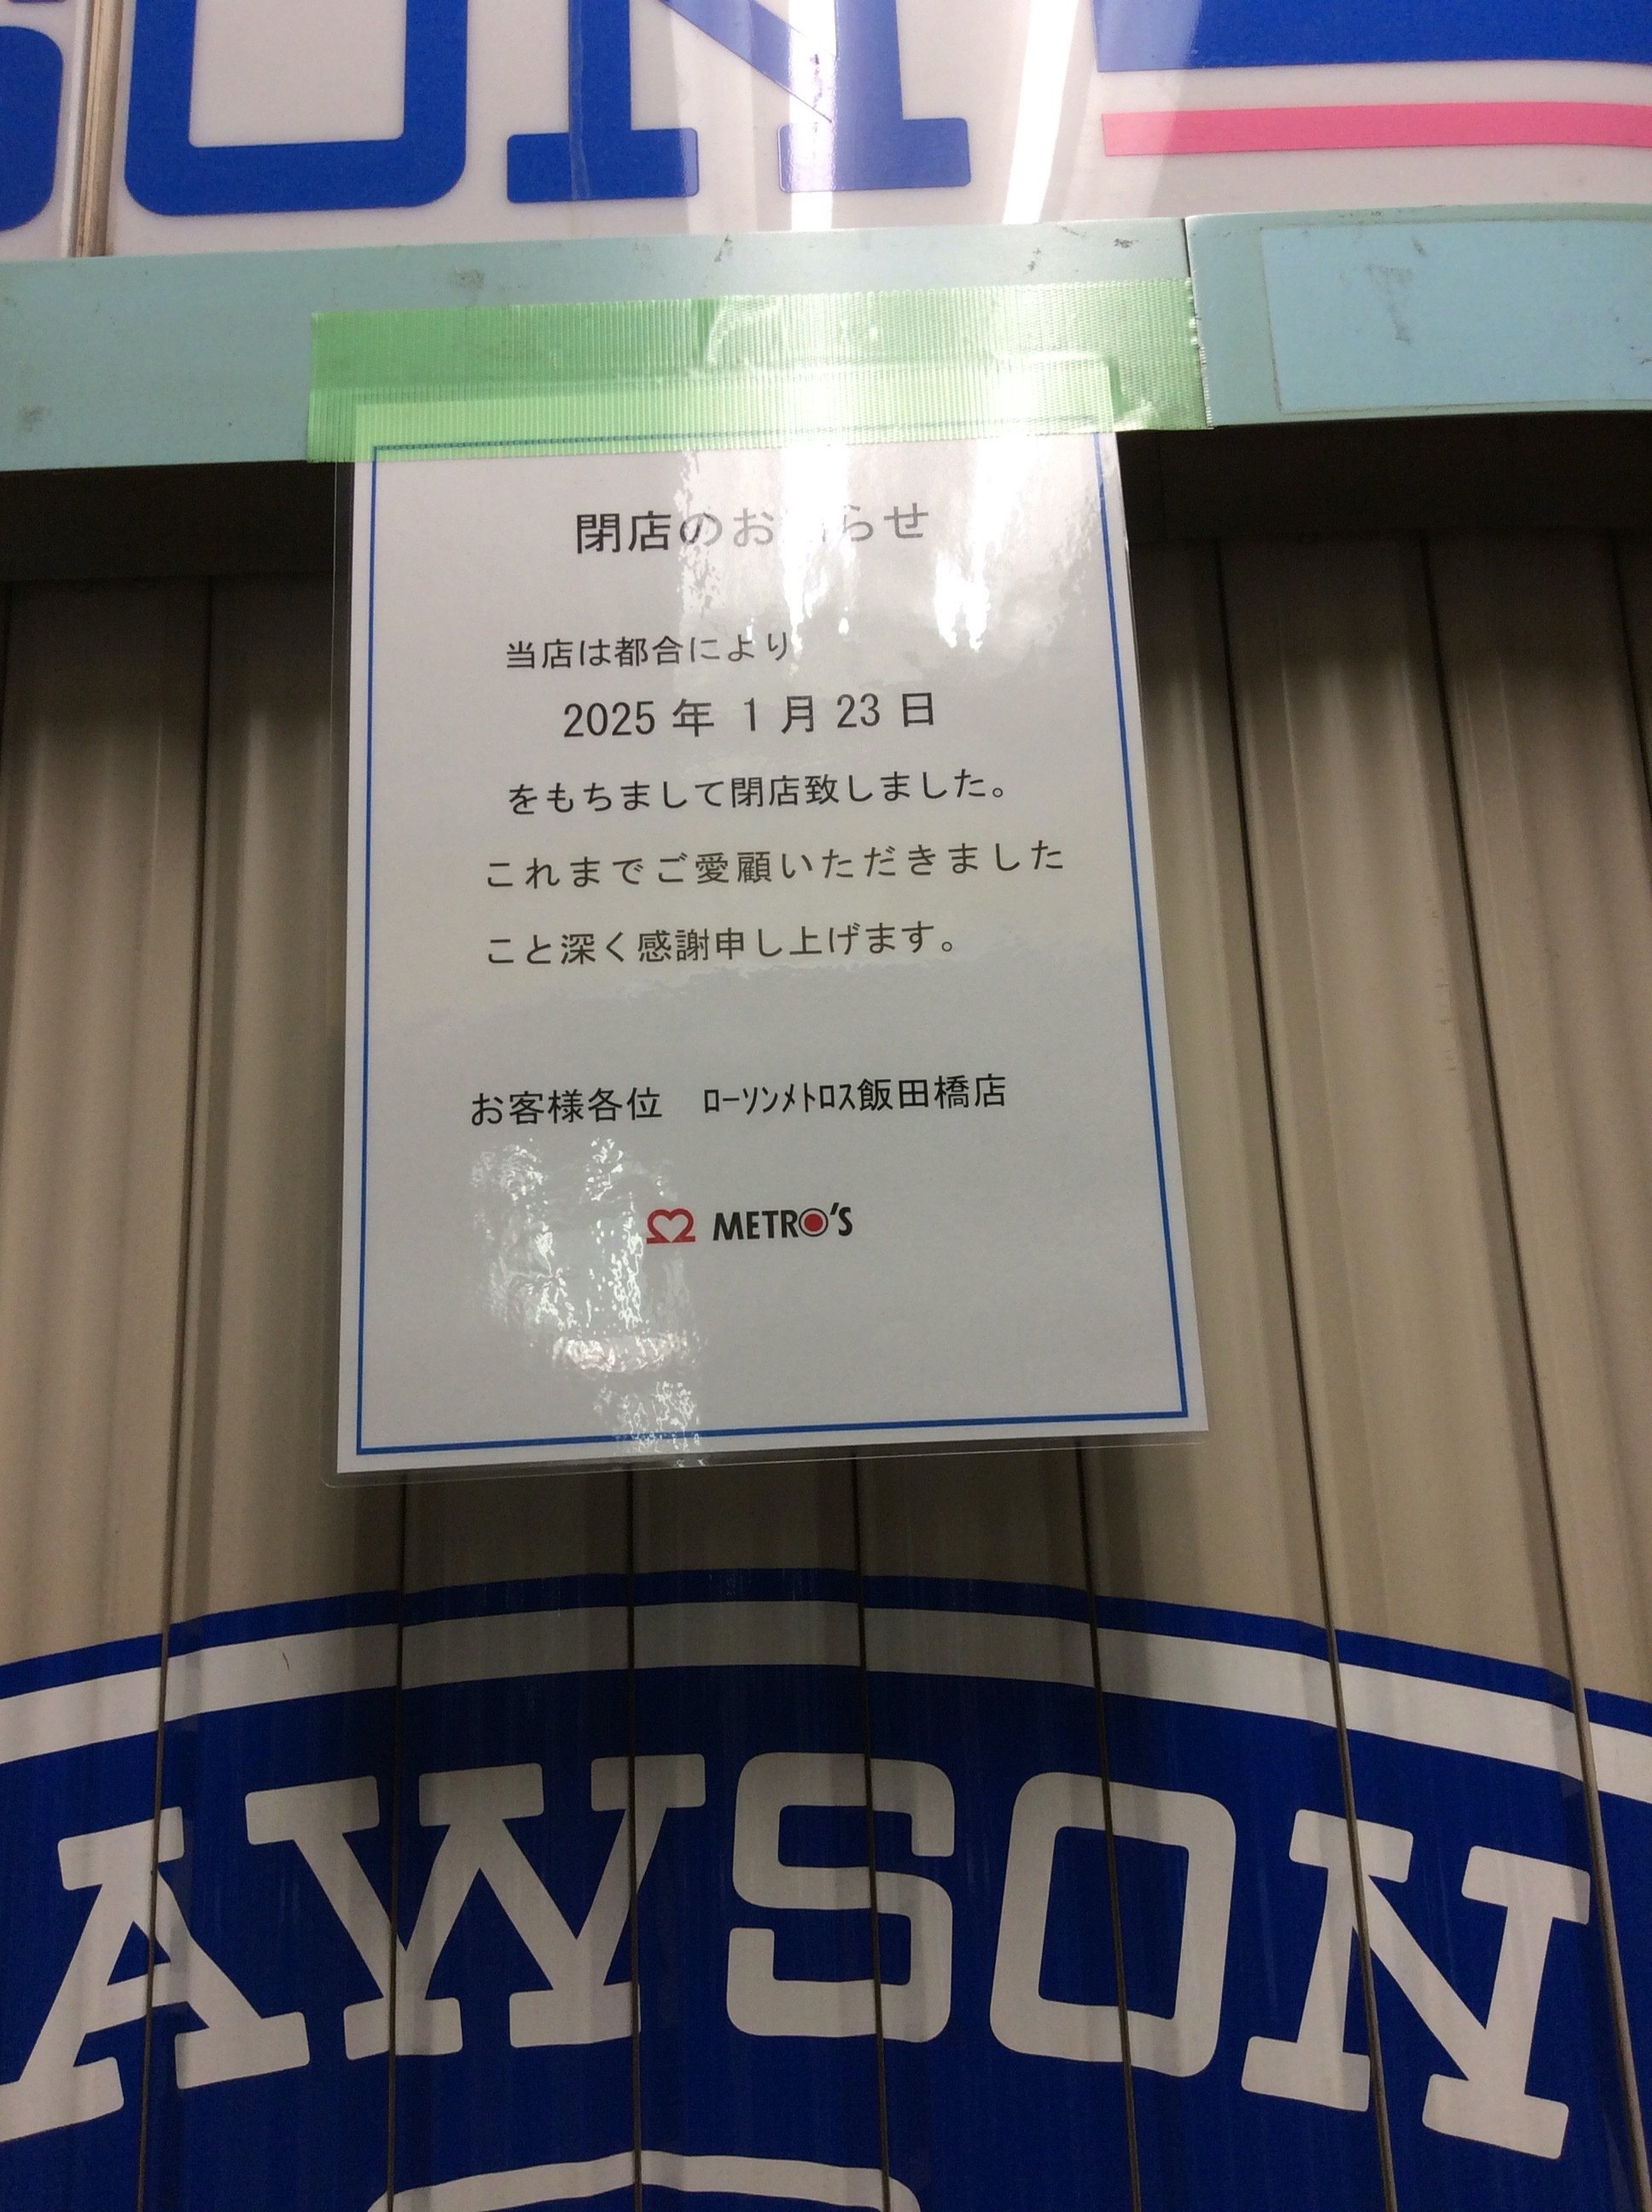 SON
閉店のお知らせ
当店は都合により
2025 年 1 月 23 日
をもちまして閉店致しました。
これまでご愛顧いただきました
こと深く感謝申し上げます。
お客様各位 ﾛｰｿﾝﾒﾄﾛｽ飯田橋店
METRO'S
AWSON